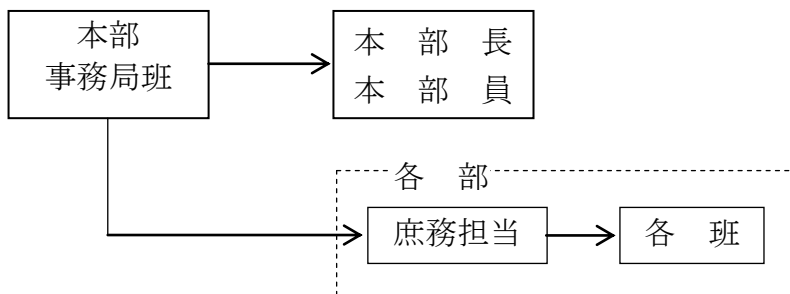 本部
事務局班
本　部　長
本　部　員
各　部
庶務担当
各　班